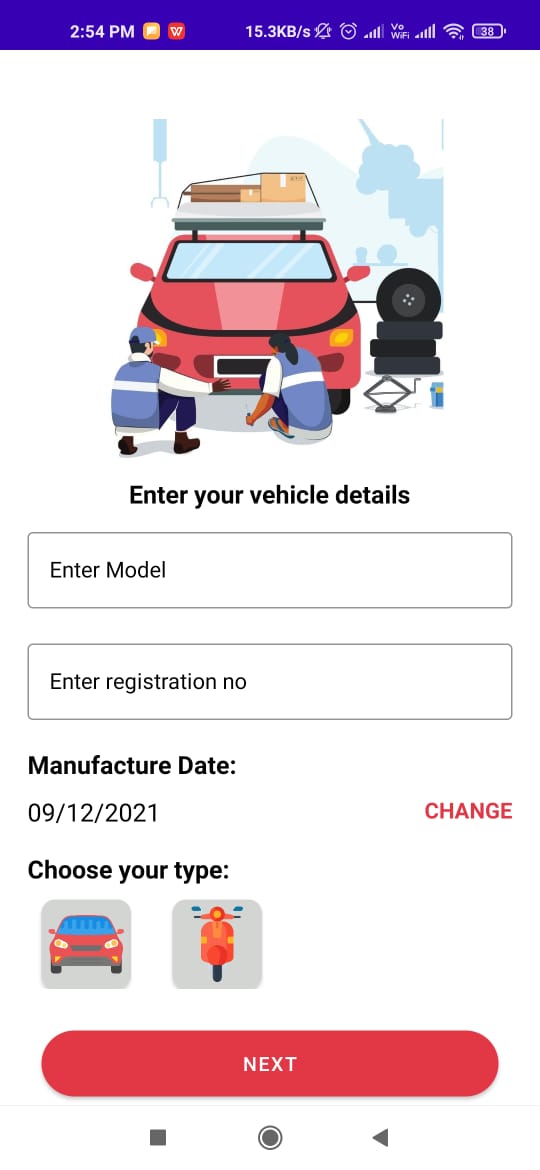 2:54 PM
15.3KB/s
Vo
WiFi
38
Enter your vehicle details
Enter Model
Enter registration no
Manufacture Date:
09/12/2021
CHANGE
Choose your type:
NEXT